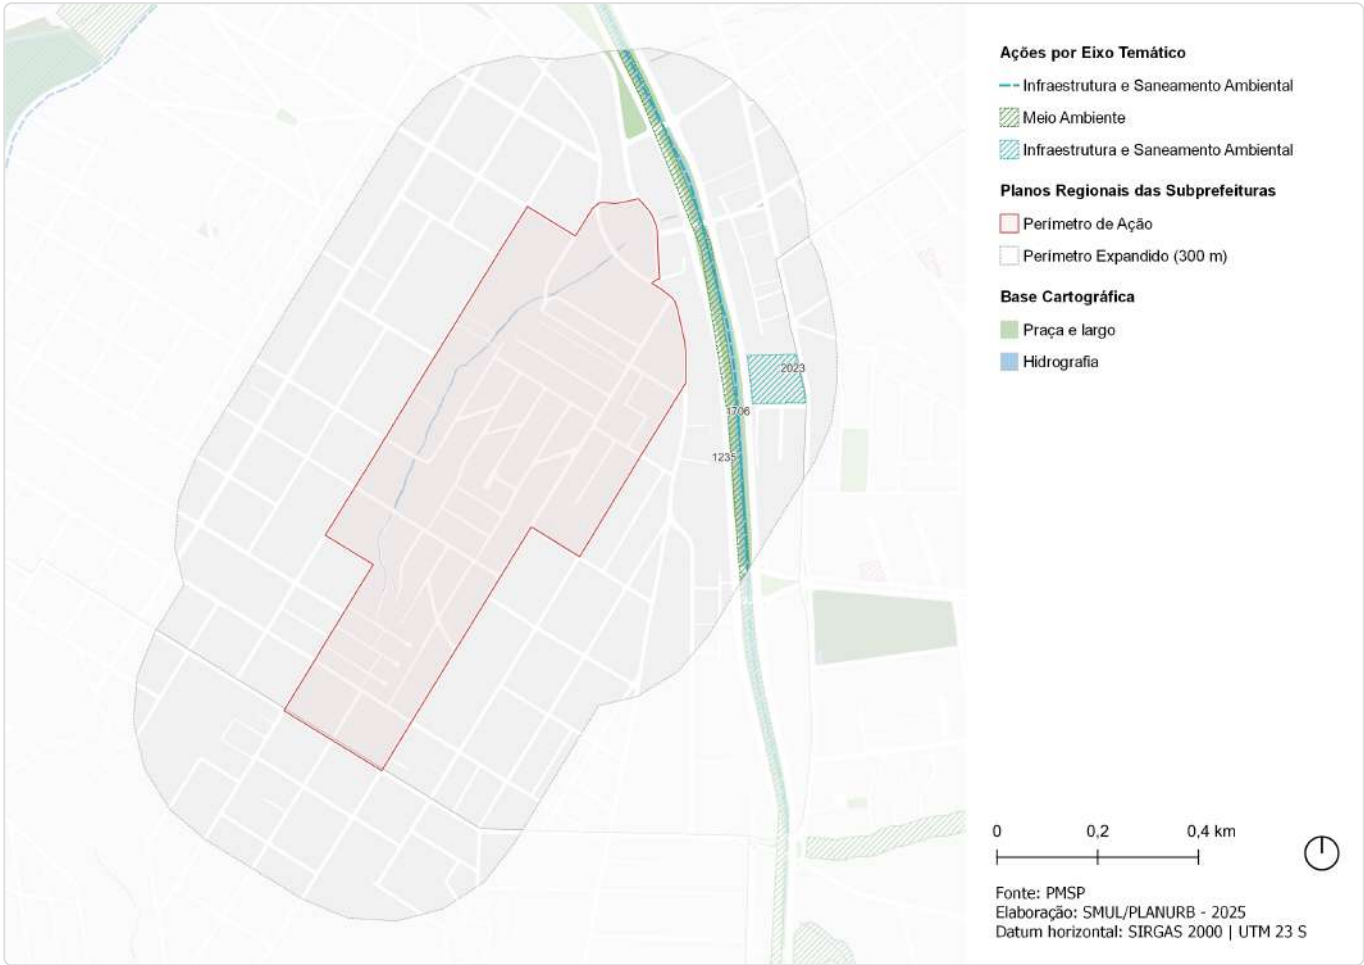 Ações por Eixo Temático
Infraestrutura e Saneamento Ambiental
Meio Ambiente
Infraestrutura e Saneamento Ambiental
Planos Regionais das Subprefeituras
Perímetro de Ação
Perímetro Expandido (300 m)
Base Cartográfica
Praça e largo
Hidrografia
2023
1706
1235
0 0,2 0,4 km
Fonte: PMSP
Elaboração: SMUL/PLANURB - 2025
Datum horizontal: SIRGAS 2000 | UTM 23 S